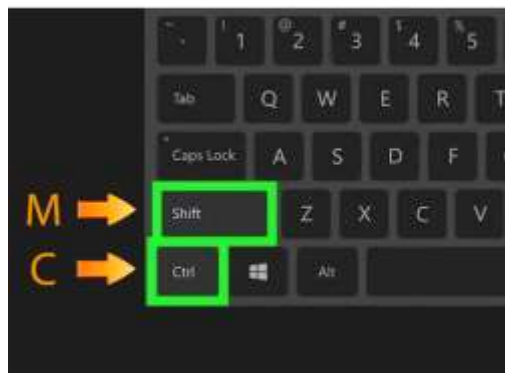 ~ ` ! 1 @ 2 # 3 $ 4 % 5
Tab Q W E R T
Caps Lock A S D F
M Shift Z X C V
C Ctrl Alt